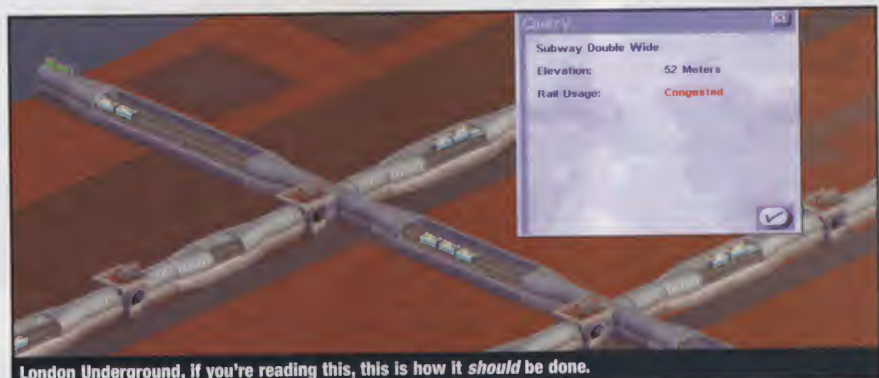 Query
Subway Double Wide
Elevation: 52 Meters
Rail Usage: Congested
London Underground, if you're reading this, this is how it should be done.